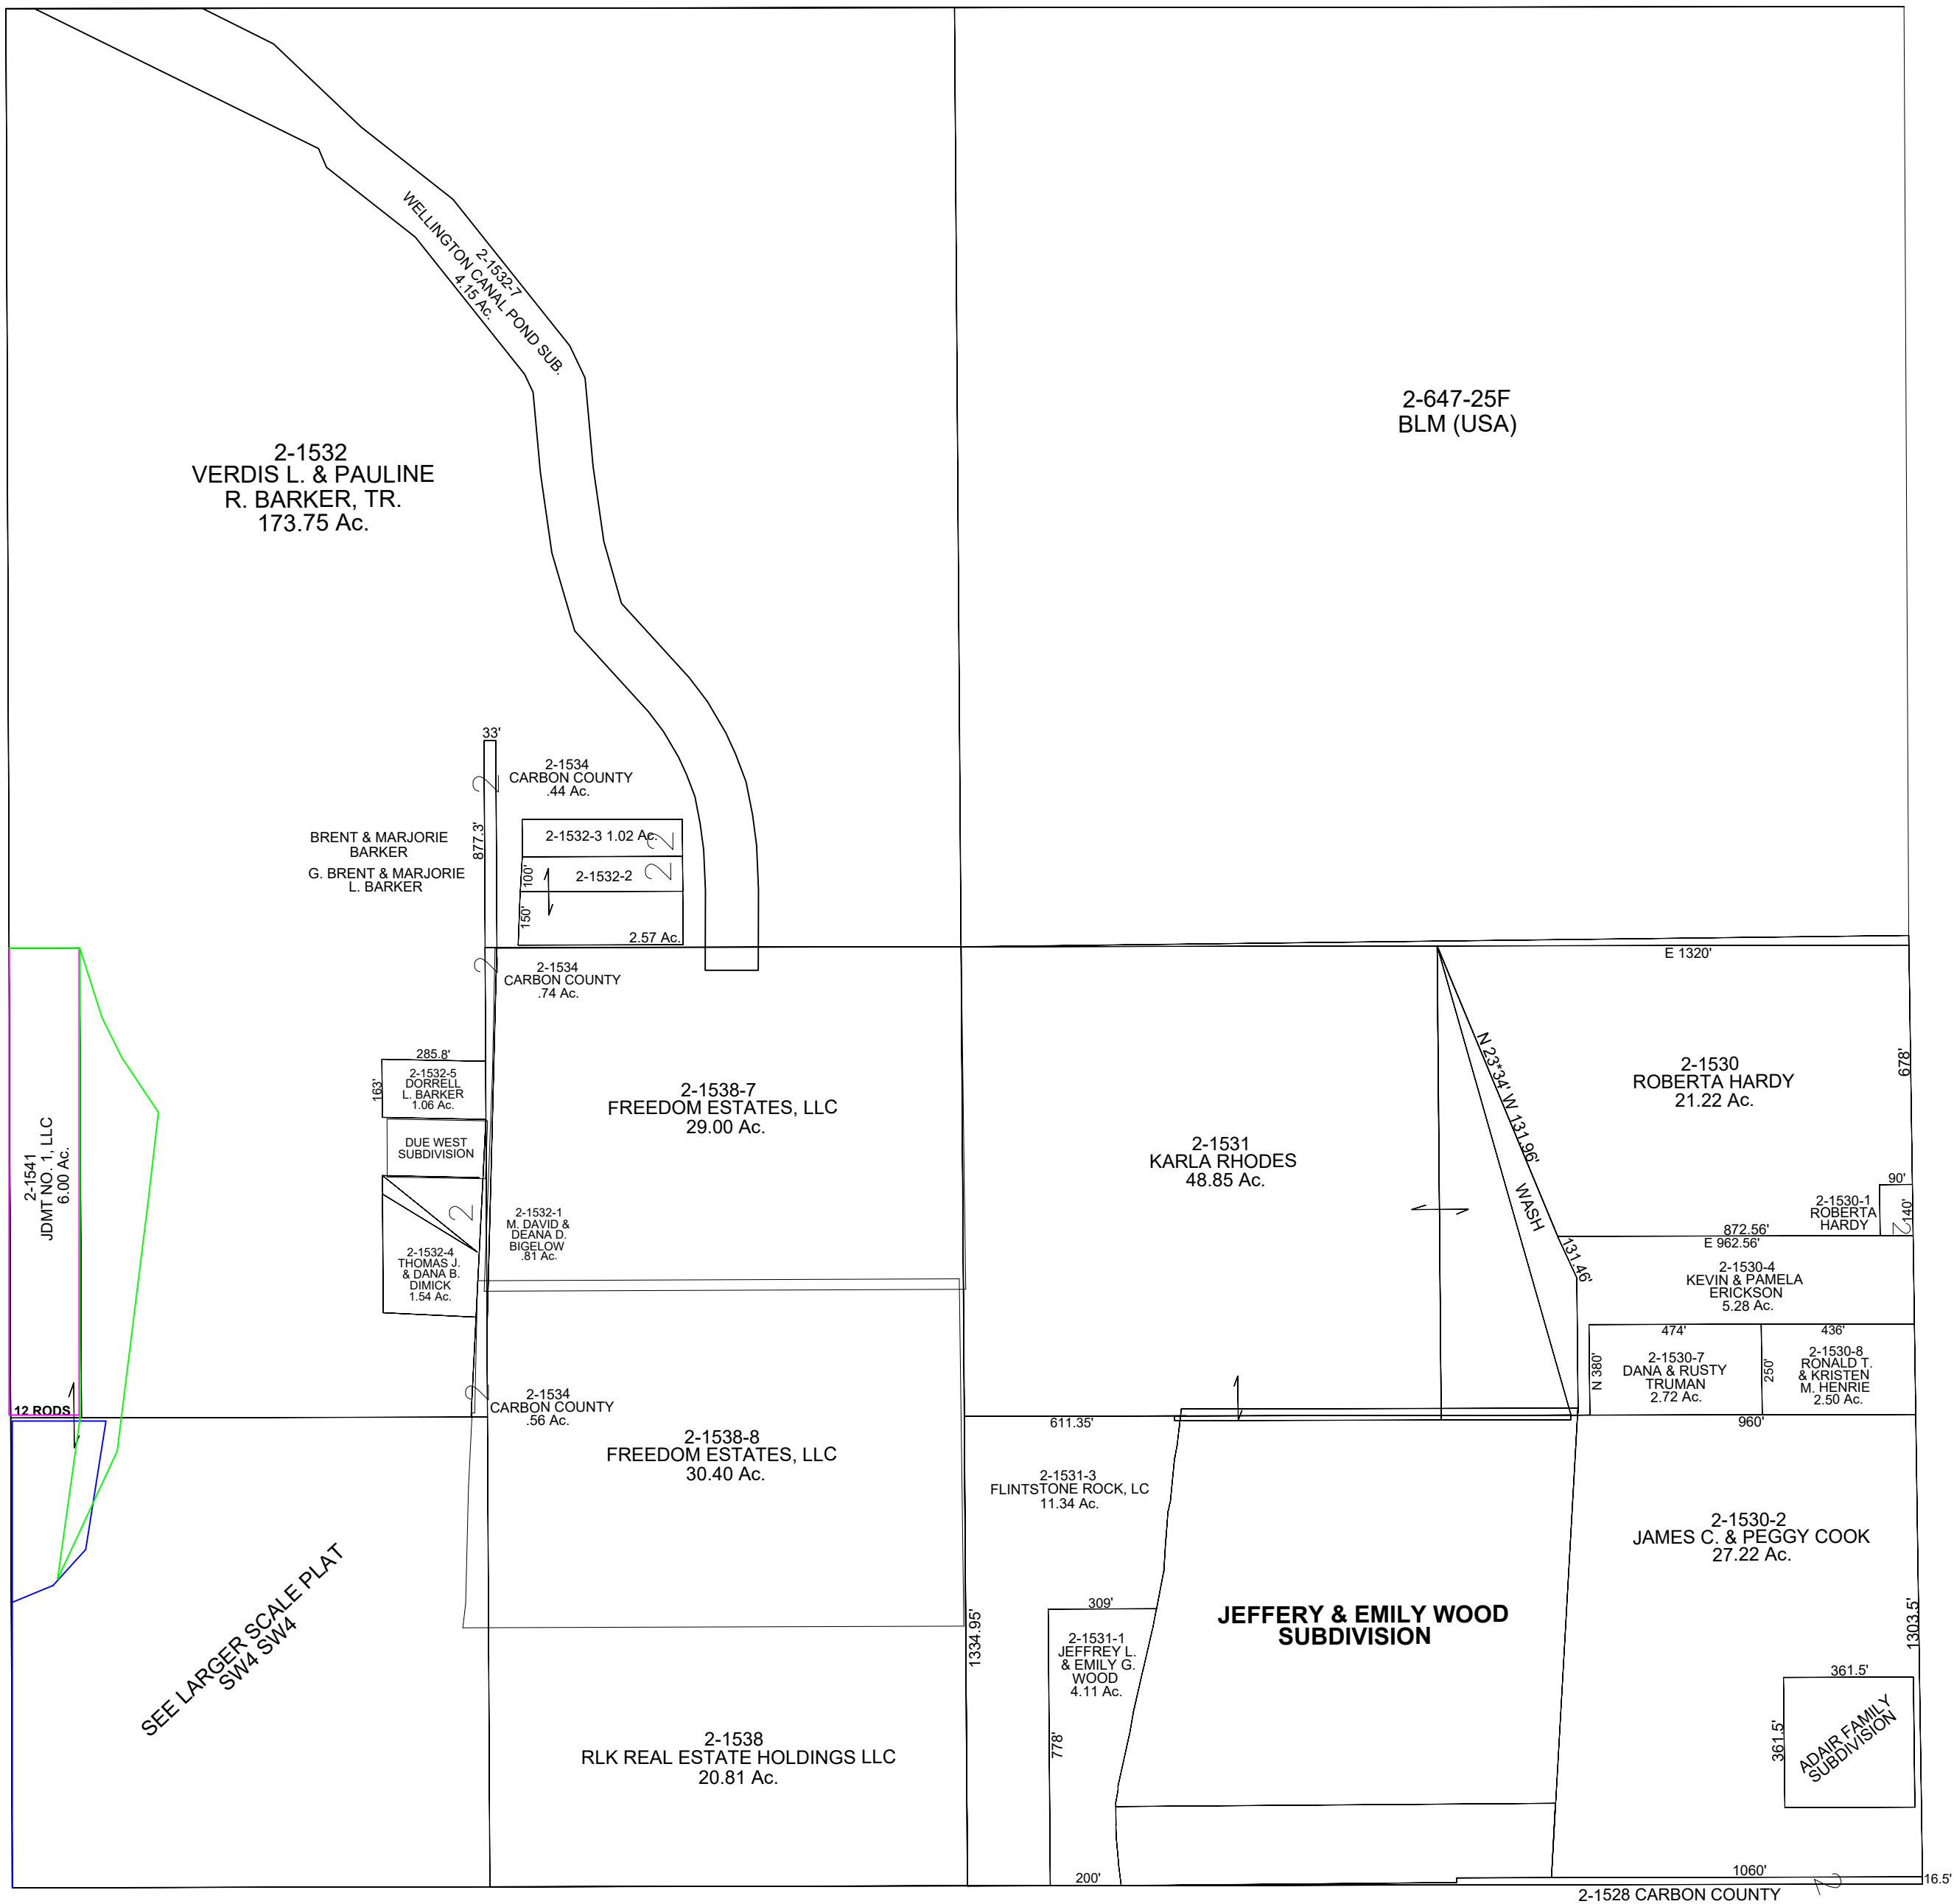 2-1532-7
WELLINGTON CANAL POND SUB.
4.15 Ac.
2-647-25F
BLM (USA)
2-1532
VERDIS L. & PAULINE
R. BARKER, TR.
173.75 Ac.
33'
877.3'
2
2-1534
CARBON COUNTY
.44 Ac.
BRENT & MARJORIE
BARKER
G. BRENT & MARJORIE
L. BARKER
2-1532-3 1.02 Ac.
2
100'
2-1532-2
2
150'
2.57 Ac.
2
2-1534
CARBON COUNTY
.74 Ac.
E 1320'
285.8'
163'
2-1532-5
DORRELL
L. BARKER
1.06 Ac.
DUE WEST
SUBDIVISION
2-1538-7
FREEDOM ESTATES, LLC
29.00 Ac.
2-1531
KARLA RHODES
48.85 Ac.
N 23*34' W 131.96'
WASH
131.46'
2-1530
ROBERTA HARDY
21.22 Ac.
678'
90'
140'
2
2-1530-1
ROBERTA
HARDY
872.56'
E 962.56'
2-1530-4
KEVIN & PAMELA
ERICKSON
5.28 Ac.
2-1541
JDMT NO. 1, LLC
6.00 Ac.
2
2-1532-1
M. DAVID &
DEANA D.
BIGELOW
.81 Ac.
2-1532-4
THOMAS J.
& DANA B.
DIMICK
1.54 Ac.
474'
436'
N 380'
2-1530-7
DANA & RUSTY
TRUMAN
2.72 Ac.
250'
2-1530-8
RONALD T.
& KRISTEN
M. HENRIE
2.50 Ac.
12 RODS
2
2-1534
CARBON COUNTY
.56 Ac.
2-1538-8
FREEDOM ESTATES, LLC
30.40 Ac.
611.35'
960'
2-1531-3
FLINTSTONE ROCK, LC
11.34 Ac.
2-1530-2
JAMES C. & PEGGY COOK
27.22 Ac.
1303.5'
SEE LARGER SCALE PLAT
SW4 SW4
1334.95'
309'
2-1531-1
JEFFREY L.
& EMILY G.
WOOD
4.11 Ac.
778'
JEFFERY & EMILY WOOD
SUBDIVISION
361.5'
361.5'
ADAIR FAMILY
SUBDIVISION
2-1538
RLK REAL ESTATE HOLDINGS LLC
20.81 Ac.
200'
1060'
2
16.5'
2-1528 CARBON COUNTY